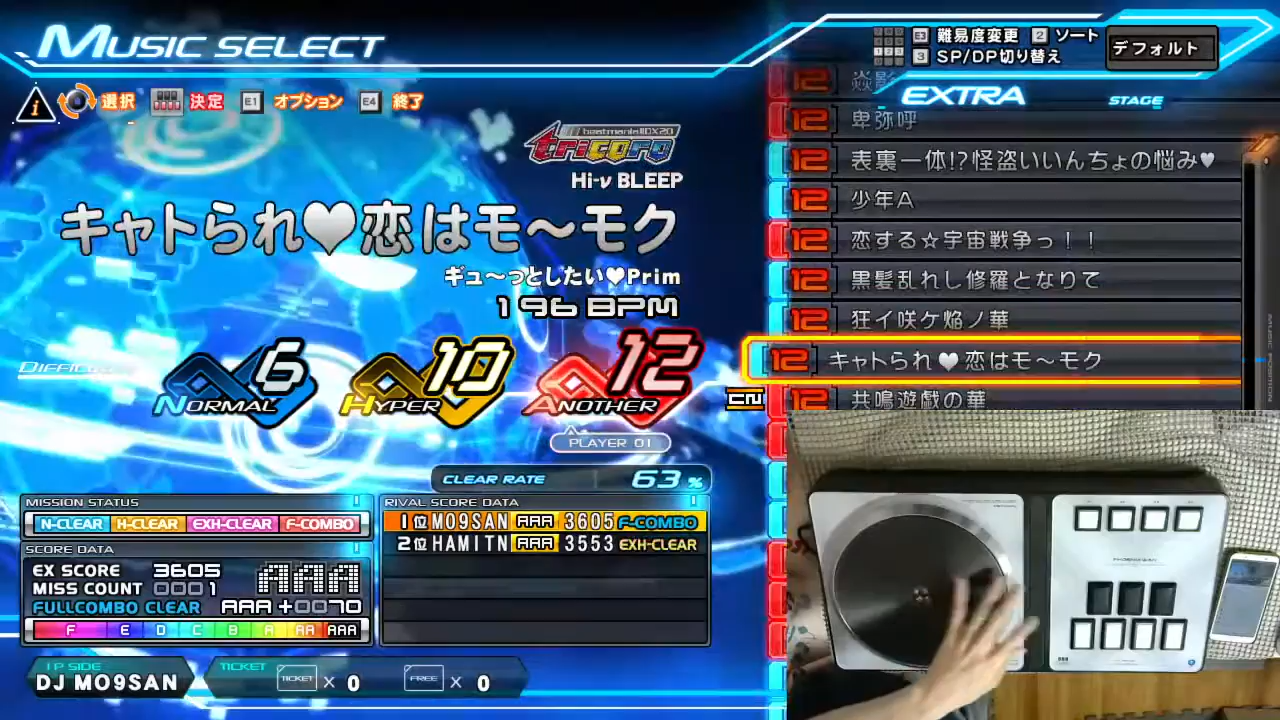 MUSIC SELECT
E3 難易度変更 2 ソート
3 SP/DP切り替え
デフォルト
選択 決定 E1 オプション E4 終了
EXTRA STAGE
beatmaniaIIDX20
tricoro
Hi-ν BLEEP
キャトられ♥恋はモ～モク
ギュ～っとしたい♥Prim
196 BPM
NORMAL 6
HYPER 10
ANOTHER 12
PLAYER 01
CLEAR RATE 63 %
MISSION STATUS
N-CLEAR H-CLEAR EXH-CLEAR F-COMBO
SCORE DATA
EX SCORE 3605 AAA
MISS COUNT 0001
FULLCOMBO CLEAR AAA+0070
F E D C B A AA AAA
RIVAL SCORE DATA
1位 MO9SAN AAA 3605 F-COMBO
2位 HAMITN AAA 3553 EXH-CLEAR
1P SIDE
DJ MO9SAN
TICKET
TICKET × 0 FREE × 0
12
12 卑弥呼
12 表裏一体!?怪盗いいんちょの悩み♥
12 少年A
12 恋する☆宇宙戦争っ！！
12 黒髪乱れし修羅となりて
12 狂イ咲ケ焔ノ華
12 キャトられ♥恋はモ～モク
CN
12 共鳴遊戯の華